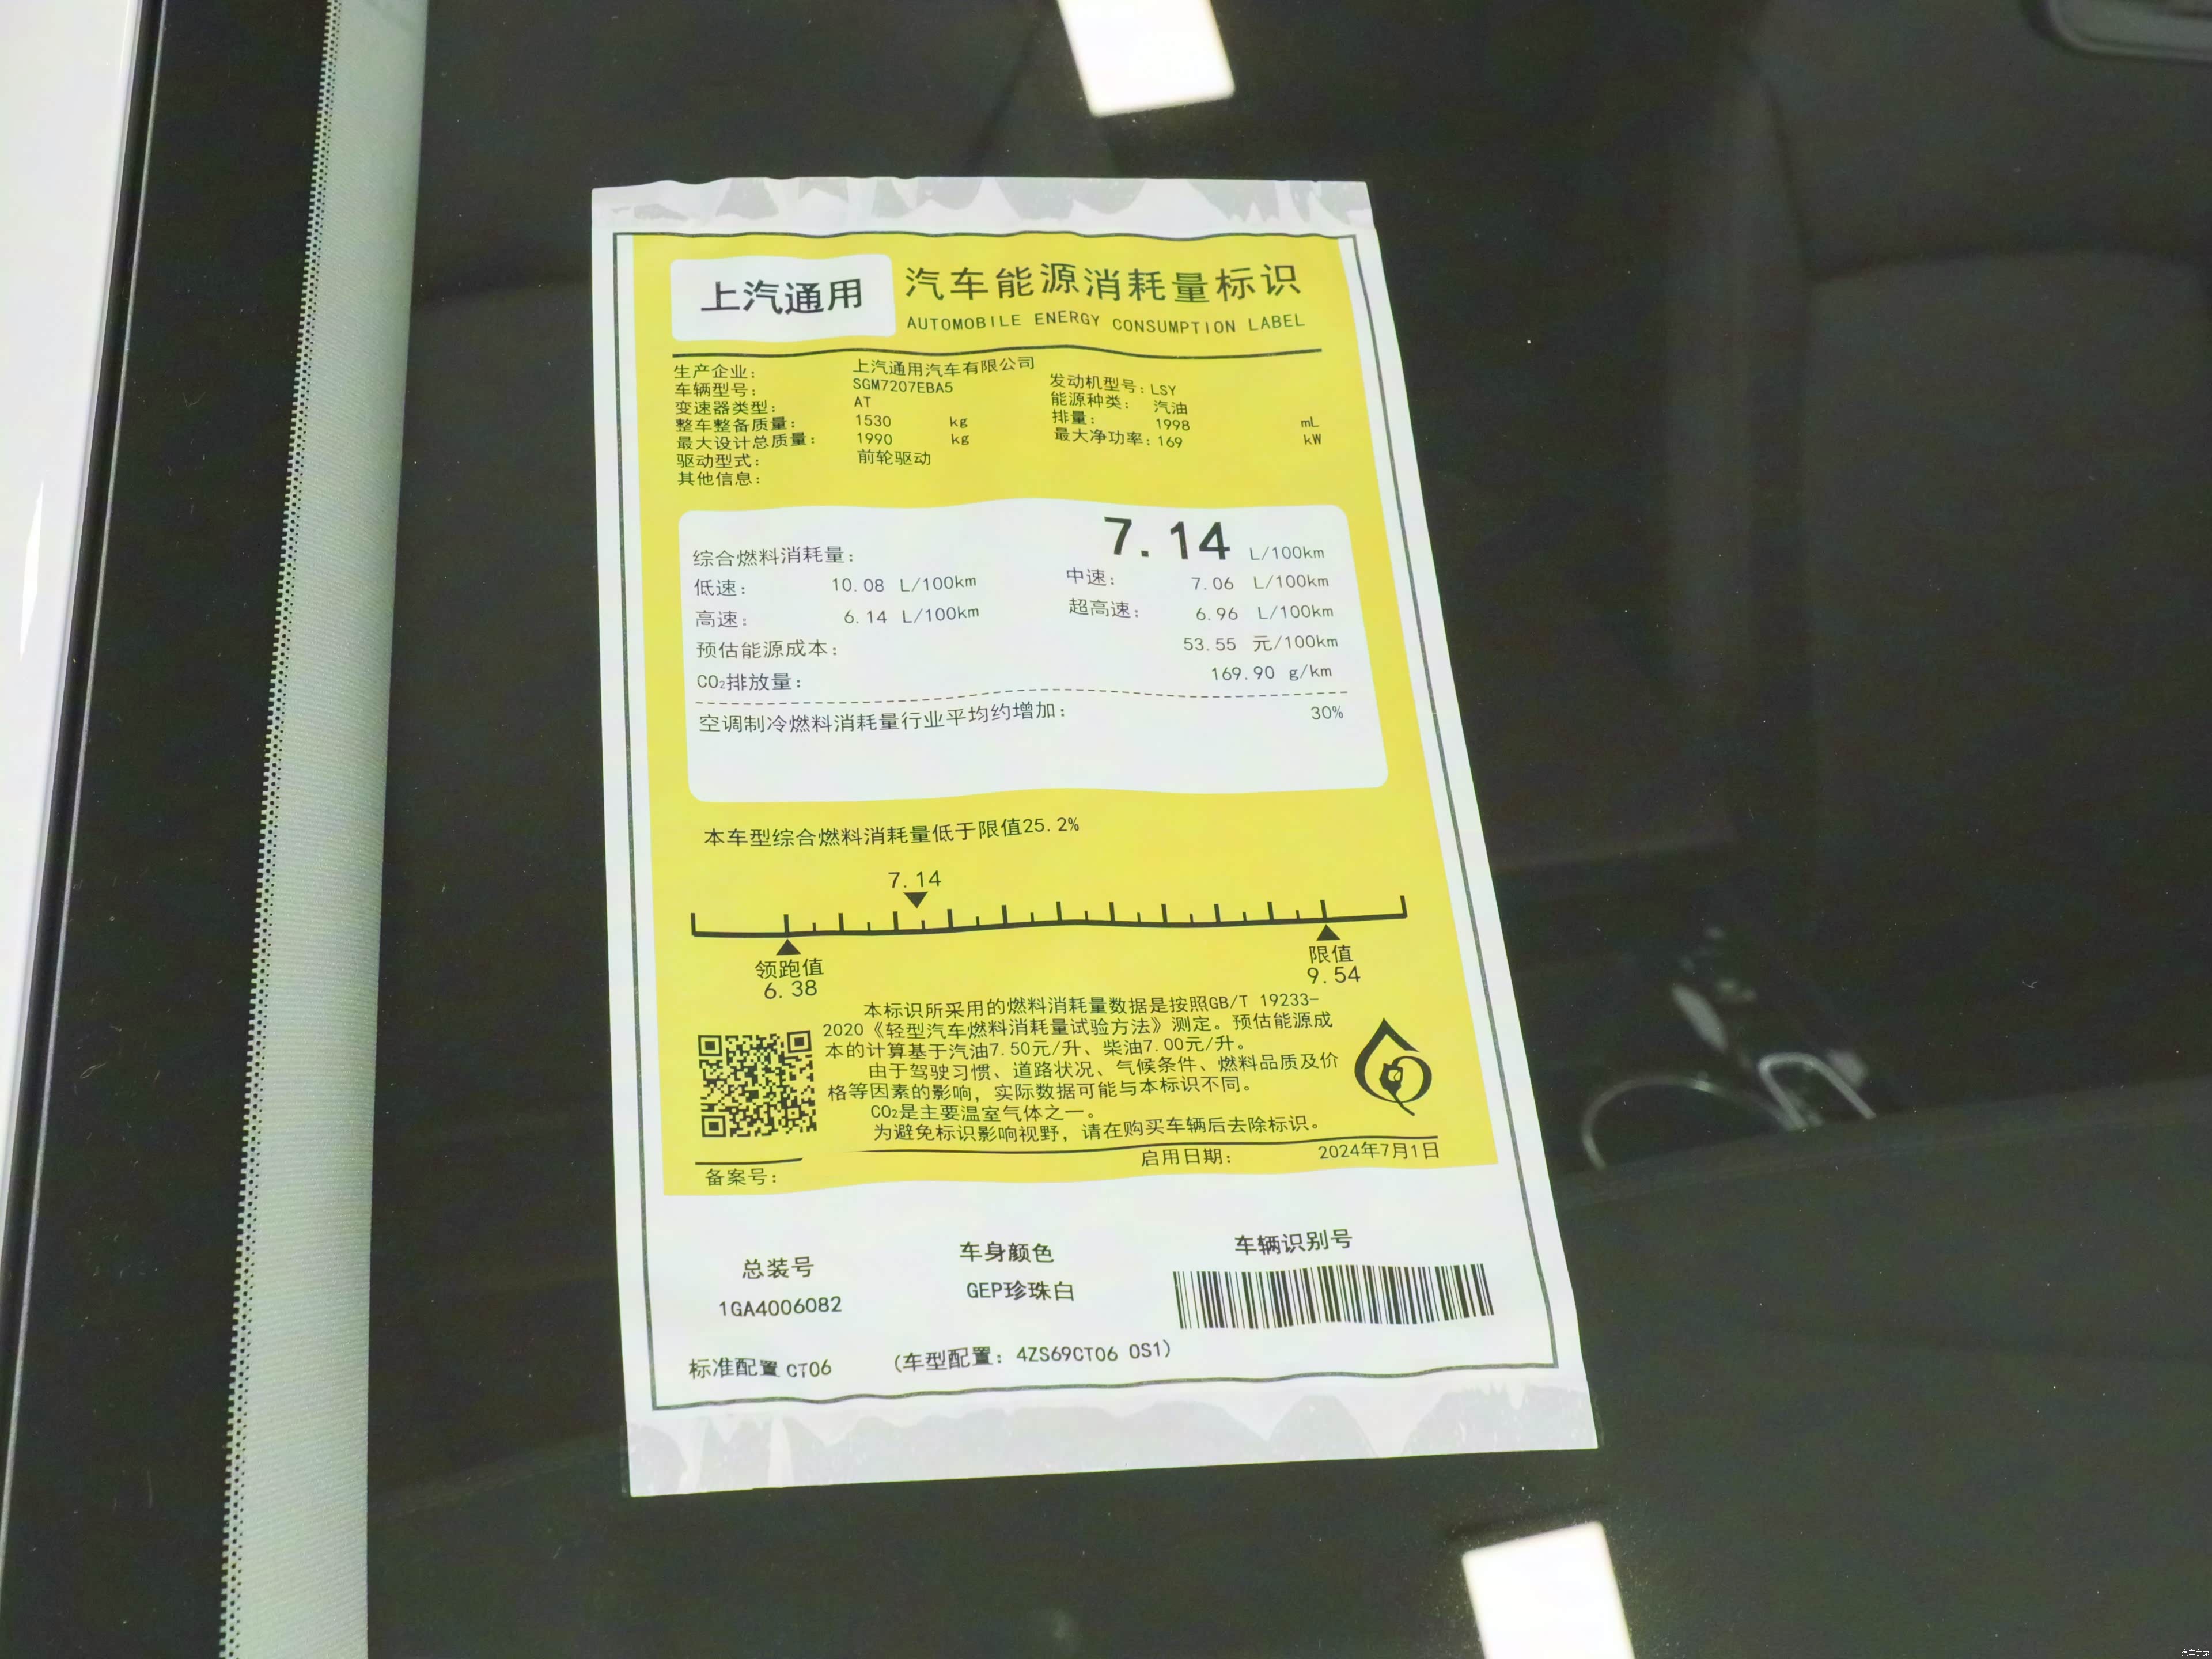 上汽通用
汽车能源消耗量标识
AUTOMOBILE ENERGY CONSUMPTION LABEL
生产企业: 上汽通用汽车有限公司
车辆型号: SGM7207EBA5 发动机型号: LSY
变速器类型: AT 能源种类: 汽油
整车整备质量: 1530 kg 排量: 1998 mL
最大设计总质量: 1990 kg 最大净功率: 169 kW
驱动型式: 前轮驱动
其他信息:
综合燃料消耗量: 7.14 L/100km
低速: 10.08 L/100km 中速: 7.06 L/100km
高速: 6.14 L/100km 超高速: 6.96 L/100km
预估能源成本: 53.55 元/100km
CO₂排放量: 169.90 g/km
空调制冷燃料消耗量行业平均约增加: 30%
本车型综合燃料消耗量低于限值25.2%
7.14
领跑值 限值
6.38 9.54
本标识所采用的燃料消耗量数据是按照GB/T 19233-
2020《轻型汽车燃料消耗量试验方法》测定。预估能源成
本的计算基于汽油7.50元/升、柴油7.00元/升。
由于驾驶习惯、道路状况、气候条件、燃料品质及价
格等因素的影响，实际数据可能与本标识不同。
CO₂是主要温室气体之一。
为避免标识影响视野，请在购买车辆后去除标识。
备案号: 启用日期: 2024年7月1日
总装号 车身颜色 车辆识别号
1GA4006082 GEP珍珠白
标准配置 CT06 (车型配置: 4ZS69CT06 0S1)
汽车之家